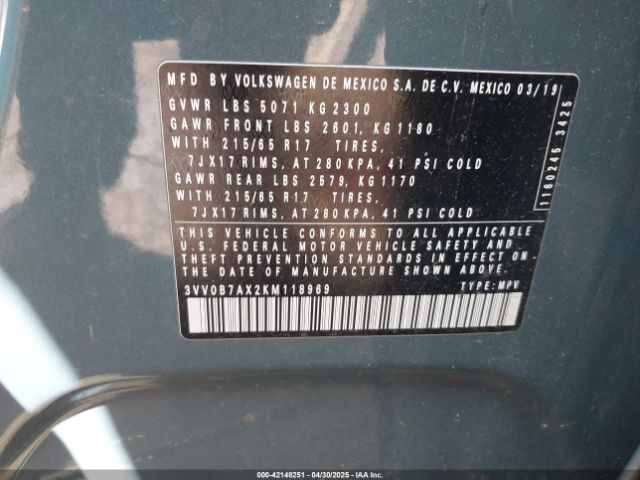 MFD BY VOLKSWAGEN DE MEXICO S.A. DE C.V. MEXICO 03/19
GVWR LBS 5071 KG 2300
GAWR FRONT LBS 2601, KG 1180
WITH 215/65 R17 TIRES,
7JX17 RIMS, AT 280 KPA, 41 PSI COLD
GAWR REAR LBS 2579, KG 1170
WITH 215/65 R17 TIRES,
7JX17 RIMS, AT 280 KPA, 41 PSI COLD
THIS VEHICLE CONFORMS TO ALL APPLICABLE
U.S. FEDERAL MOTOR VEHICLE SAFETY AND
THEFT PREVENTION STANDARDS IN EFFECT ON
THE DATE OF MANUFACTURE SHOWN ABOVE.
3VV0B7AX2KM118969 TYPE: MPV
1160245 3425
000-42148251 - 04/30/2025 - IAAI Inc.